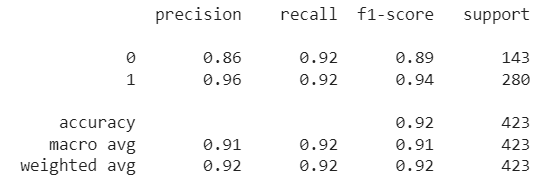 precision recall f1-score support
0 0.86 0.92 0.89 143
1 0.96 0.92 0.94 280
accuracy 0.92 423
macro avg 0.91 0.92 0.91 423
weighted avg 0.92 0.92 0.92 423